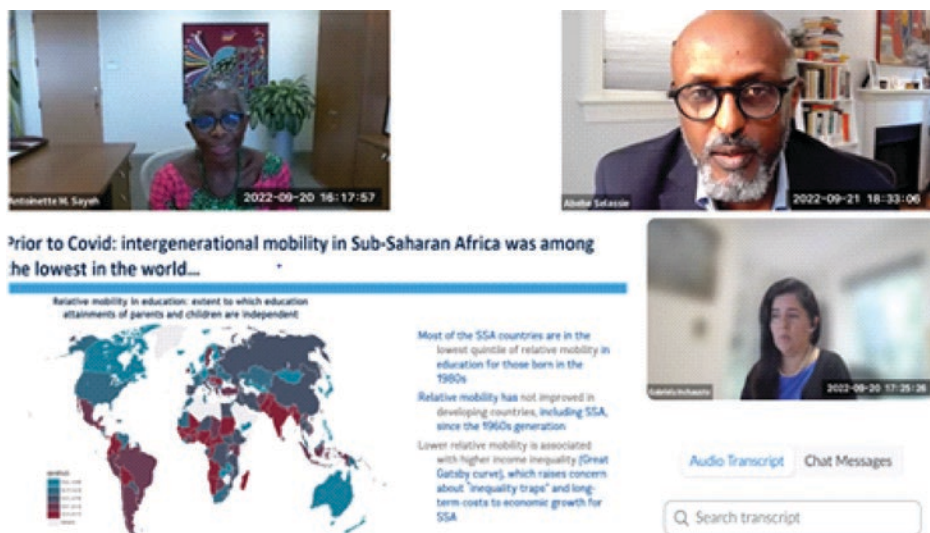 Antoinette M. Sayeh
2022-09-20 16:17:57
Abebe Selassie
2022-09-21 18:33:06
Prior to Covid: intergenerational mobility in Sub-Saharan Africa was among
the lowest in the world...
Relative mobility in education: extent to which education
attainments of parents and children are independent
Most of the SSA countries are in the
lowest quintile of relative mobility in
education for those born in the
1980s
Relative mobility has not improved in
developing countries, including SSA,
since the 1960s generation
Lower relative mobility is associated
with higher income inequality (Great
Gatsby curve), which raises concern
about "inequality traps" and long-
term costs to economic growth for
SSA
2022-09-20 17:25:26
Audio Transcript
Chat Messages
Search transcript